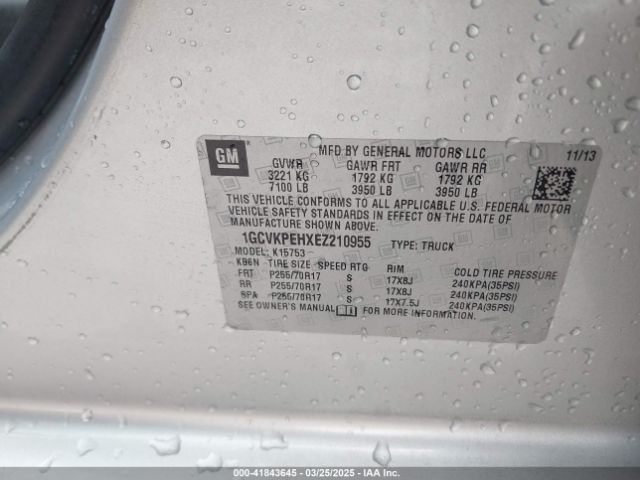 GM
MFD BY GENERAL MOTORS LLC 11/13
GVWR GAWR FRT GAWR RR
3221 KG 1792 KG 1792 KG
7100 LB 3950 LB 3950 LB
THIS VEHICLE CONFORMS TO ALL APPLICABLE U.S. FEDERAL MOTOR
VEHICLE SAFETY STANDARDS IN EFFECT ON THE DATE OF
MANUFACTURE SHOWN ABOVE.
1GCVKPEHXEZ210955 TYPE: TRUCK
MODEL: K15753
K96N TIRE SIZE SPEED RTG RIM COLD TIRE PRESSURE
FRT P255/70R17 S 17X8J 240KPA(35PSI)
RR P255/70R17 S 17X8J 240KPA(35PSI)
SPA P255/70R17 S 17X7.5J 240KPA(35PSI)
SEE OWNER'S MANUAL FOR MORE INFORMATION.
000-41843645 / 03/25/2025 / IAA Inc.